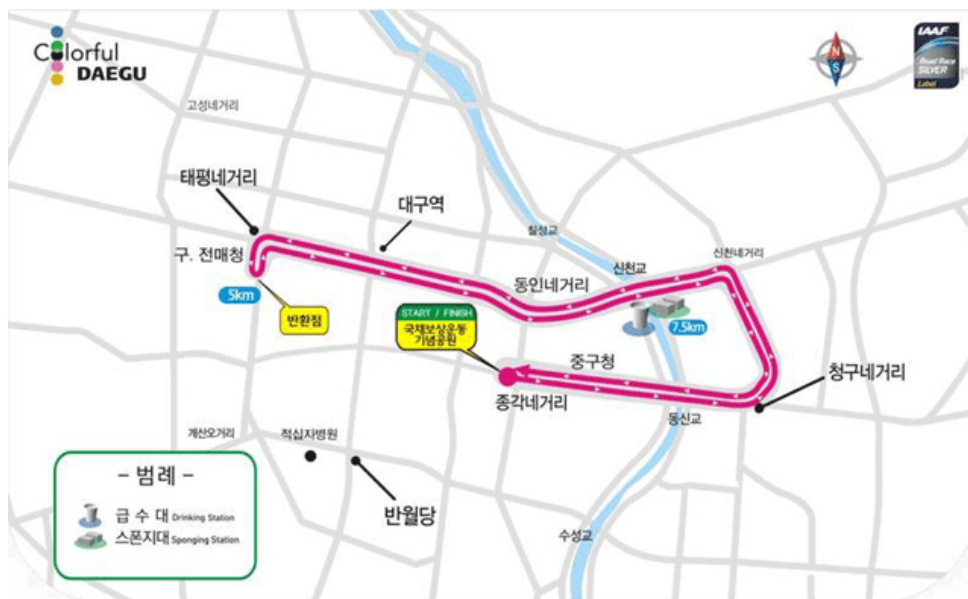 Colorful
DAEGU
N
S
IAAF
Road Race
SILVER
Label
고성네거리
태평네거리
대구역
칠성교
신천네거리
구. 전매청
동인네거리
신천교
5km
반환점
START / FINISH
국채보상운동
기념공원
7.5km
중구청
종각네거리
청구네거리
동신교
계산오거리
적십자병원
반월당
수성교
- 범례 -
급 수 대 Drinking Station
스폰지대 Sponging Station